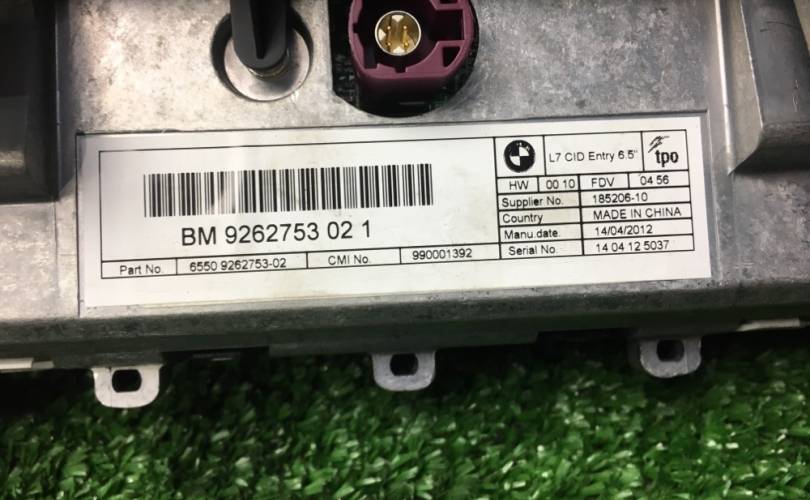 BM 9262753 02 1
Part No. 6550 9262753-02 CMI No. 990001392
L7 CID Entry 6.5" tpo
HW 00 10 FDV 04 56
Supplier No. 185206-10
Country MADE IN CHINA
Manu.date. 14/04/2012
Serial No. 14 04 12 5037